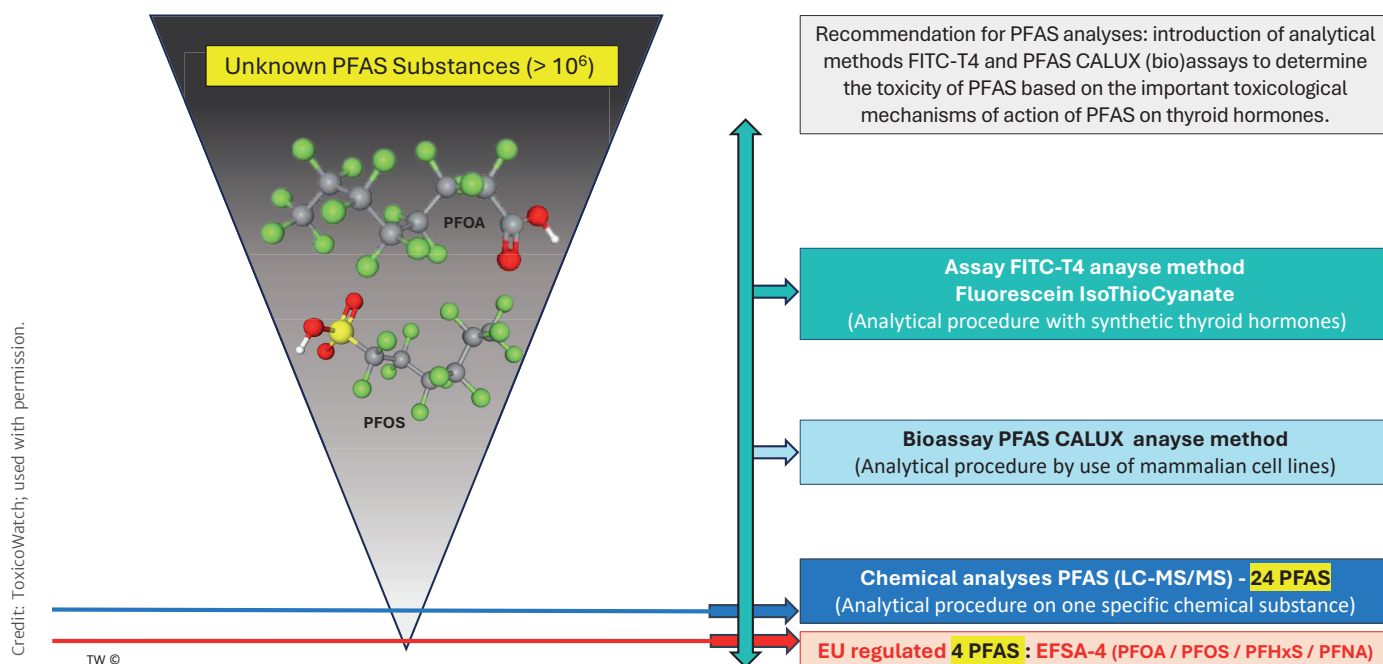 Unknown PFAS Substances (> 10⁶)
PFOA
PFOS
Credit: ToxicoWatch; used with permission.
TW ©
Recommendation for PFAS analyses: introduction of analytical
methods FITC-T4 and PFAS CALUX (bio)assays to determine
the toxicity of PFAS based on the important toxicological
mechanisms of action of PFAS on thyroid hormones.
Assay FITC-T4 anayse method
Fluorescein IsoThioCyanate
(Analytical procedure with synthetic thyroid hormones)
Bioassay PFAS CALUX anayse method
(Analytical procedure by use of mammalian cell lines)
Chemical analyses PFAS (LC-MS/MS) - 24 PFAS
(Analytical procedure on one specific chemical substance)
EU regulated 4 PFAS : EFSA-4 (PFOA / PFOS / PFHxS / PFNA)